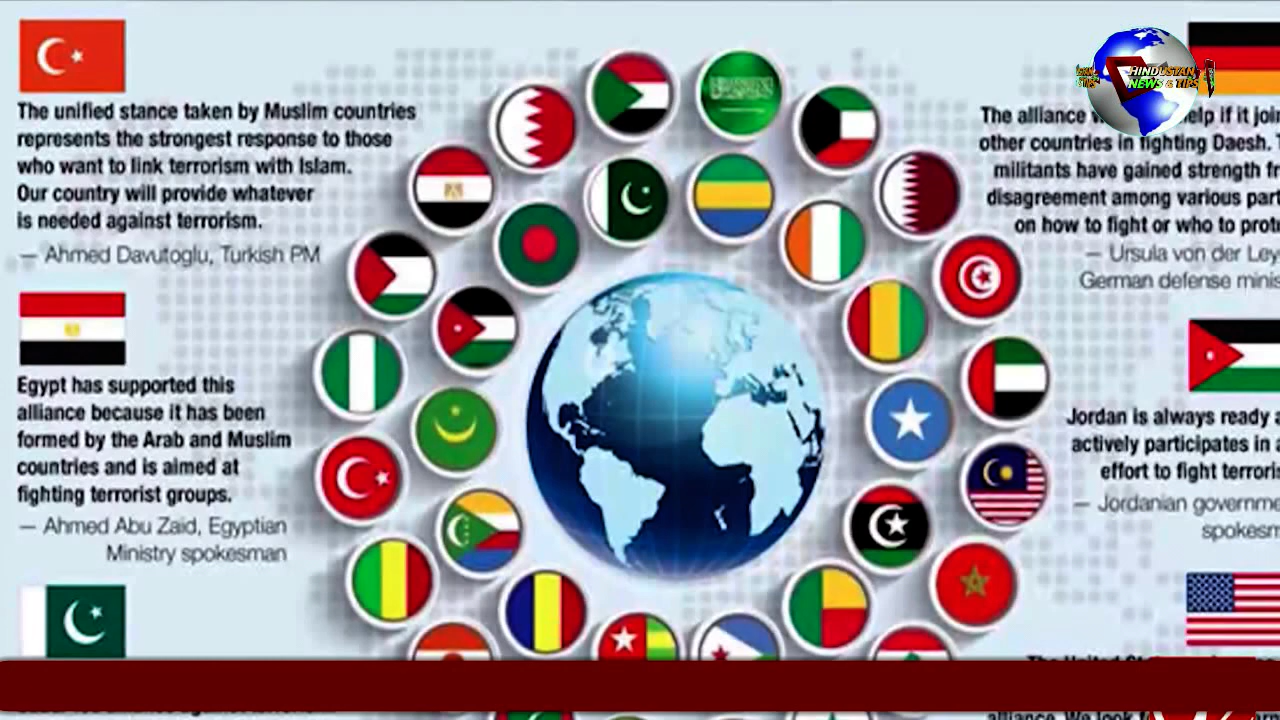 The unified stance taken by Muslim countries
represents the strongest response to those
who want to link terrorism with Islam.
Our country will provide whatever
is needed against terrorism.
— Ahmed Davutoglu, Turkish PM
Egypt has supported this
alliance because it has been
formed by the Arab and Muslim
countries and is aimed at
fighting terrorist groups.
— Ahmed Abu Zaid, Egyptian
Ministry spokesman
HINDUSTAN
NEWS & TIPS
The alliance
if it
other countries in fighting Daesh.
militants have gained strength
disagreement among various
on how to fight or who to
— Ursula von der
German defense
Jordan is always ready
actively participates in
effort to fight
— Jordanian
alliance. We look